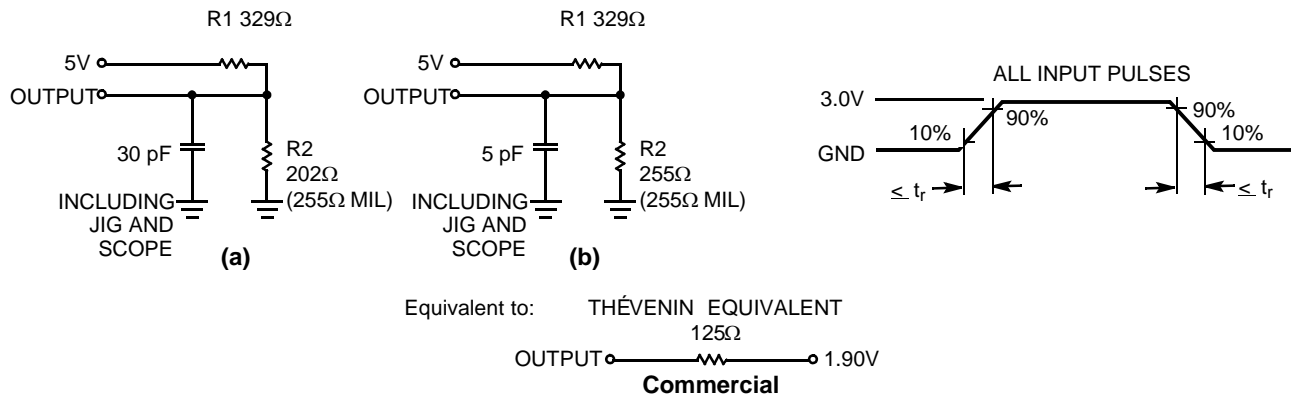 R1 329Ω
5V
OUTPUT
30 pF
R2
202Ω
(255Ω MIL)
INCLUDING
JIG AND
SCOPE
(a)
R1 329Ω
5V
OUTPUT
5 pF
R2
255Ω
(255Ω MIL)
INCLUDING
JIG AND
SCOPE
(b)
ALL INPUT PULSES
3.0V
GND
10%
90%
90%
10%
≤ tr
≤ tr
Equivalent to: THÉVENIN EQUIVALENT
125Ω
OUTPUT 1.90V
Commercial